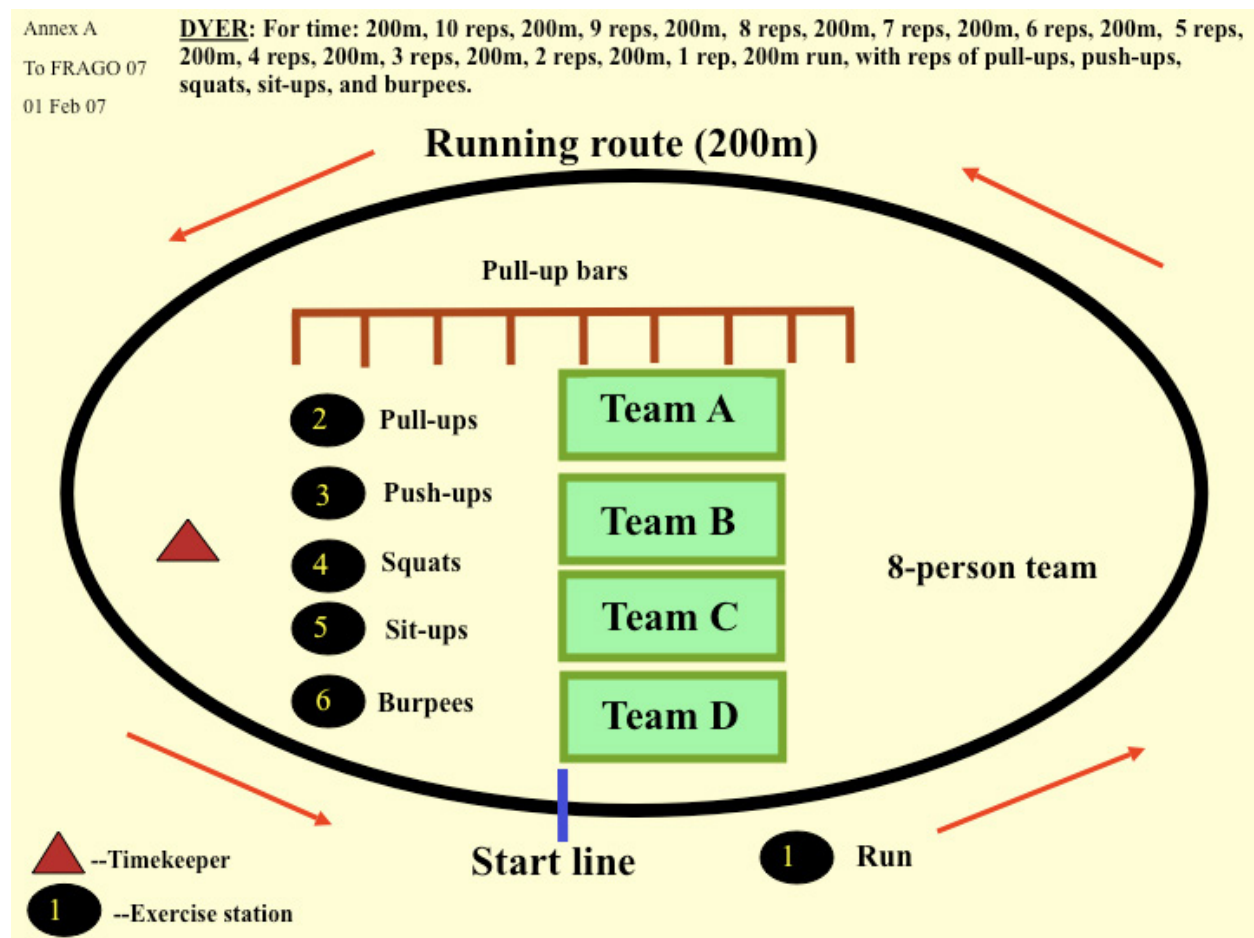 Annex A
To FRAGO 07
01 Feb 07
DYER: For time: 200m, 10 reps, 200m, 9 reps, 200m, 8 reps, 200m, 7 reps, 200m, 6 reps, 200m, 5 reps,
200m, 4 reps, 200m, 3 reps, 200m, 2 reps, 200m, 1 rep, 200m run, with reps of pull-ups, push-ups,
squats, sit-ups, and burpees.
Running route (200m)
Pull-up bars
2 Pull-ups
3 Push-ups
4 Squats
5 Sit-ups
6 Burpees
Team A
Team B
Team C
Team D
8-person team
Start line
1 Run
--Timekeeper
1 --Exercise station